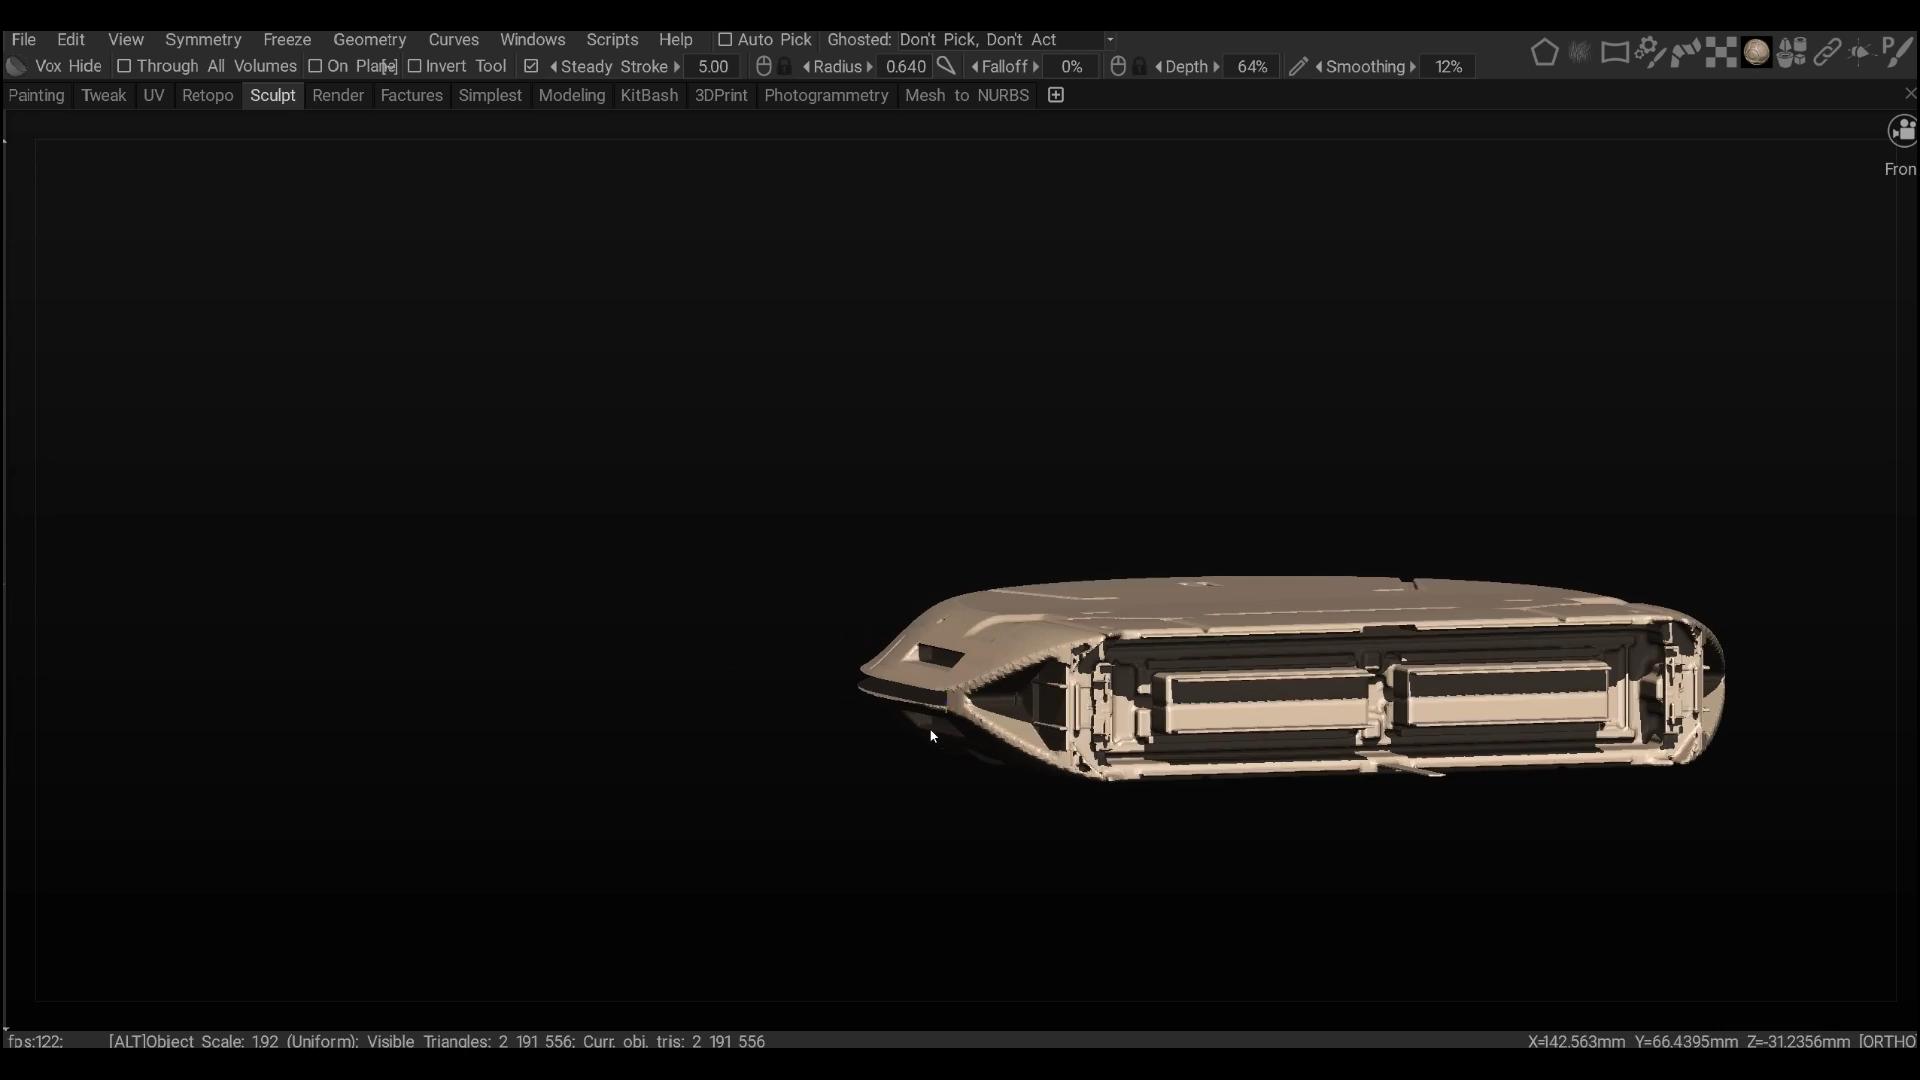 File Edit View Symmetry Freeze Geometry Curves Windows Scripts Help Auto Pick Ghosted: Don't Pick, Don't Act
Vox Hide Through All Volumes On Plane Invert Tool Steady Stroke 5.00 Radius 0.640 Falloff 0% Depth 64% Smoothing 12%
Painting Tweak UV Retopo Sculpt Render Factures Simplest Modeling KitBash 3DPrint Photogrammetry Mesh to NURBS
Fron
fps:122; [ALT]Object Scale: 1.92 (Uniform); Visible Triangles: 2 191 556; Curr. obj. tris: 2 191 556 X=142.563mm Y=66.4395mm Z=-31.2356mm [ORTHO